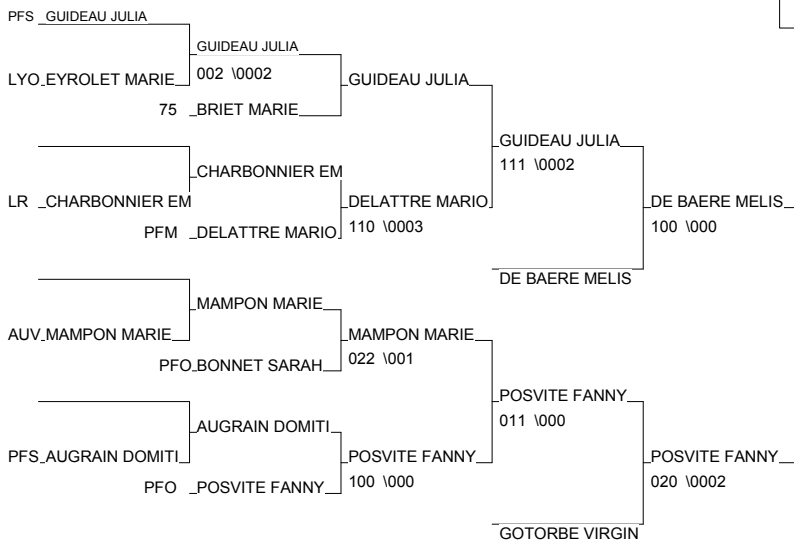 PFS GUIDEAU JULIA
GUIDEAU JULIA
002 \0002
LYO EYROLET MARIE
GUIDEAU JULIA
75 BRIET MARIE
GUIDEAU JULIA
111 \0002
CHARBONNIER EM
LR CHARBONNIER EM
DELATTRE MARIO
110 \0003
DE BAERE MELIS
100 \000
PFM DELATTRE MARIO
DE BAERE MELIS
MAMPON MARIE
AUV MAMPON MARIE
MAMPON MARIE
022 \001
PFO BONNET SARAH
POSVITE FANNY
011 \000
AUGRAIN DOMITI
PFS AUGRAIN DOMITI
POSVITE FANNY
100 \000
POSVITE FANNY
020 \0002
PFO POSVITE FANNY
GOTORBE VIRGIN